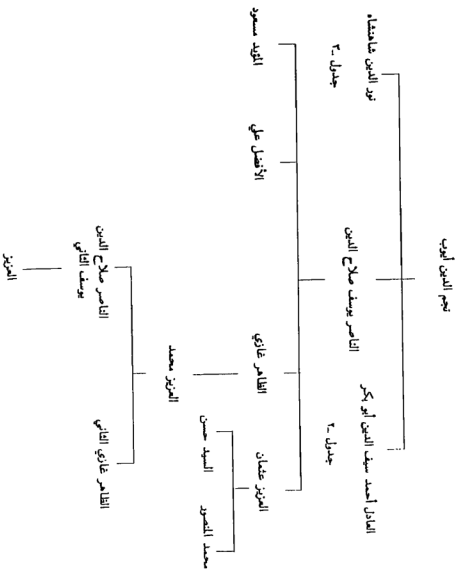 نجم الدين أيوب
العادل أحمد سيف الدين أبو بكر
جدول -٢
الناصر يوسف صلاح الدين
نور الدين شاهنشاه
جدول -٣
العزيز عثمان
الظاهر غازي
الأفضل علي
المؤيد مسعود
محمد المنصور
السيد حسن
العزيز محمد
الظاهر غازي الثاني
الناصر صلاح الدين
يوسف الثاني
العزيز